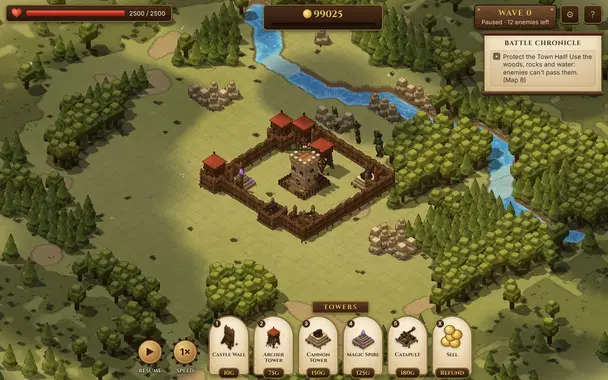 2500 / 2500
99025
WAVE 0
Paused · 12 enemies left
?
BATTLE CHRONICLE
Protect the Town Hall! Use the
woods, rocks and water:
enemies can't pass them.
(Map 8)
TOWERS
1
2
3
4
5
X
RESUME
1×
SPEED
CASTLE WALL
ARCHER TOWER
CANNON TOWER
MAGIC SPIRE
CATAPULT
SELL
10G
75G
150G
125G
180G
REFUND